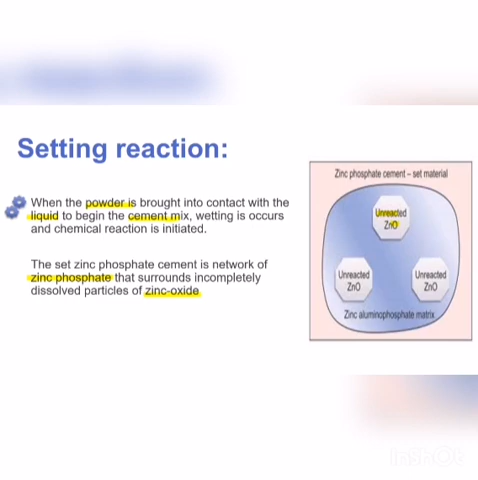 Setting reaction:
When the powder is brought into contact with the
liquid to begin the cement mix, wetting is occurs
and chemical reaction is initiated.
The set zinc phosphate cement is network of
zinc phosphate that surrounds incompletely
dissolved particles of zinc-oxide
Zinc phosphate cement – set material
Unreacted
ZnO
Unreacted
ZnO
Unreacted
ZnO
Zinc aluminophosphate matrix
InShOt